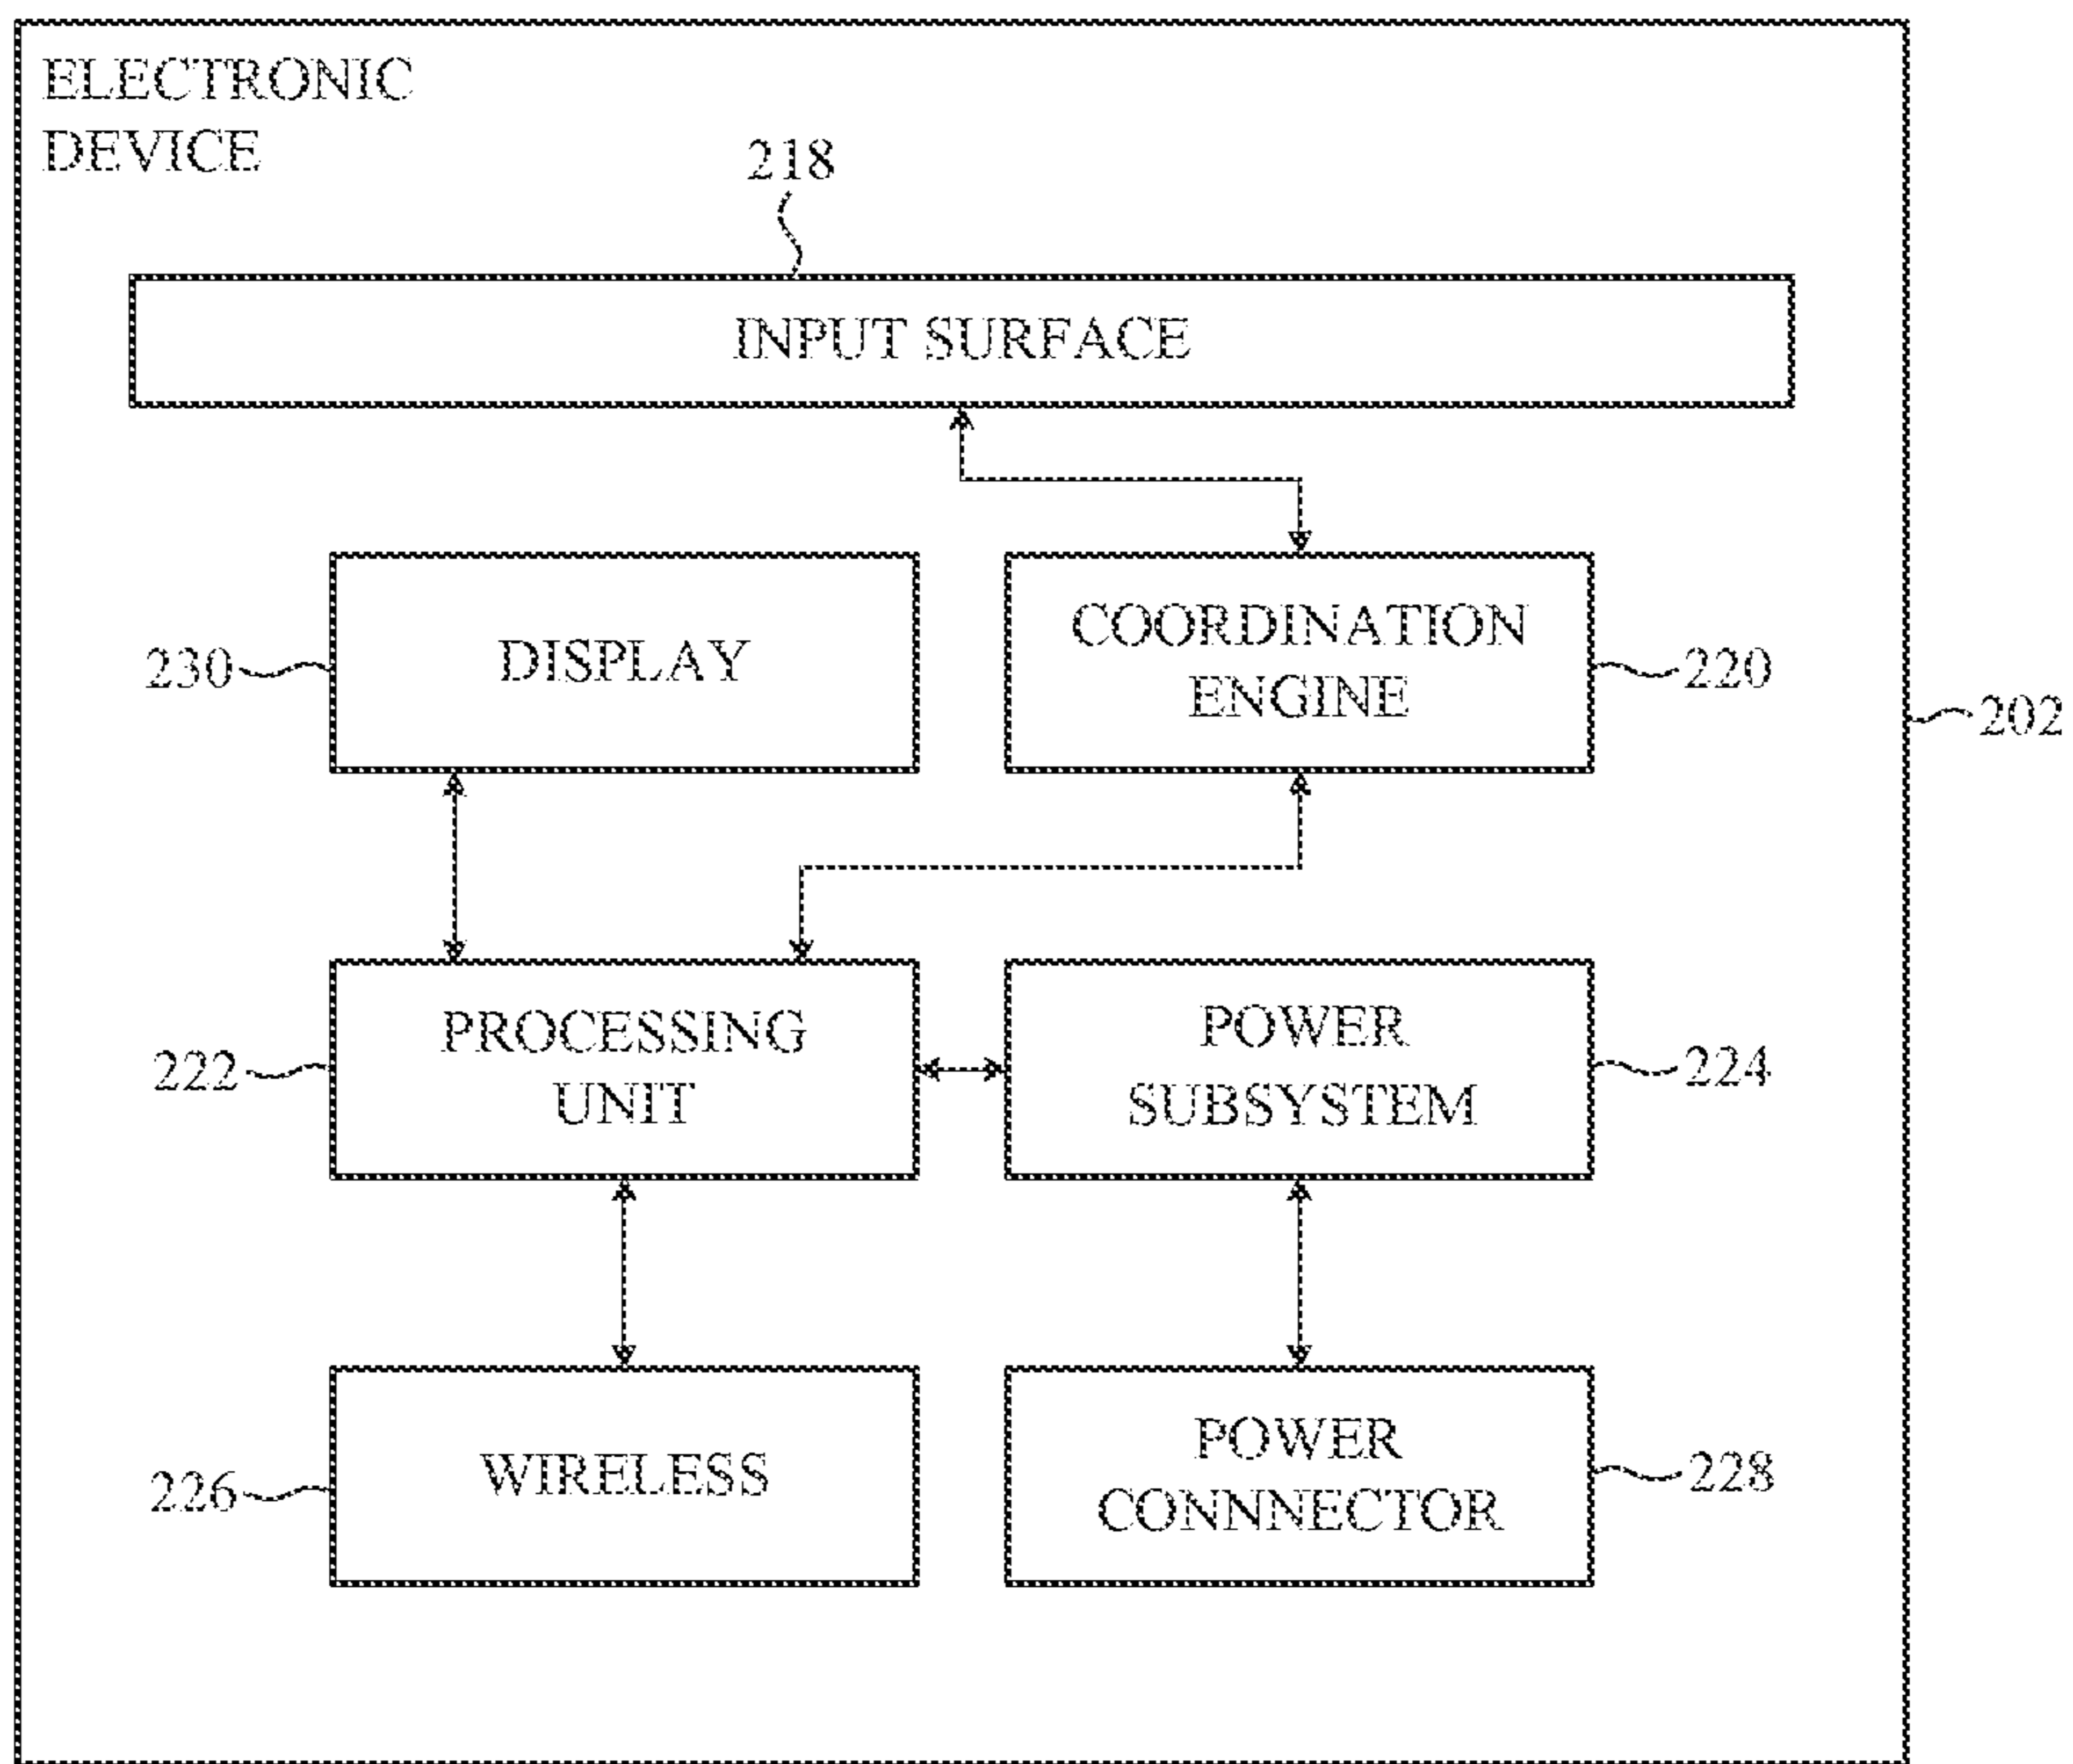 ELECTRONIC
DEVICE
218
INPUT SURFACE
230
DISPLAY
COORDINATION
ENGINE
220
202
222
PROCESSING
UNIT
POWER
SUBSYSTEM
224
226
WIRELESS
POWER
CONNNECTOR
228